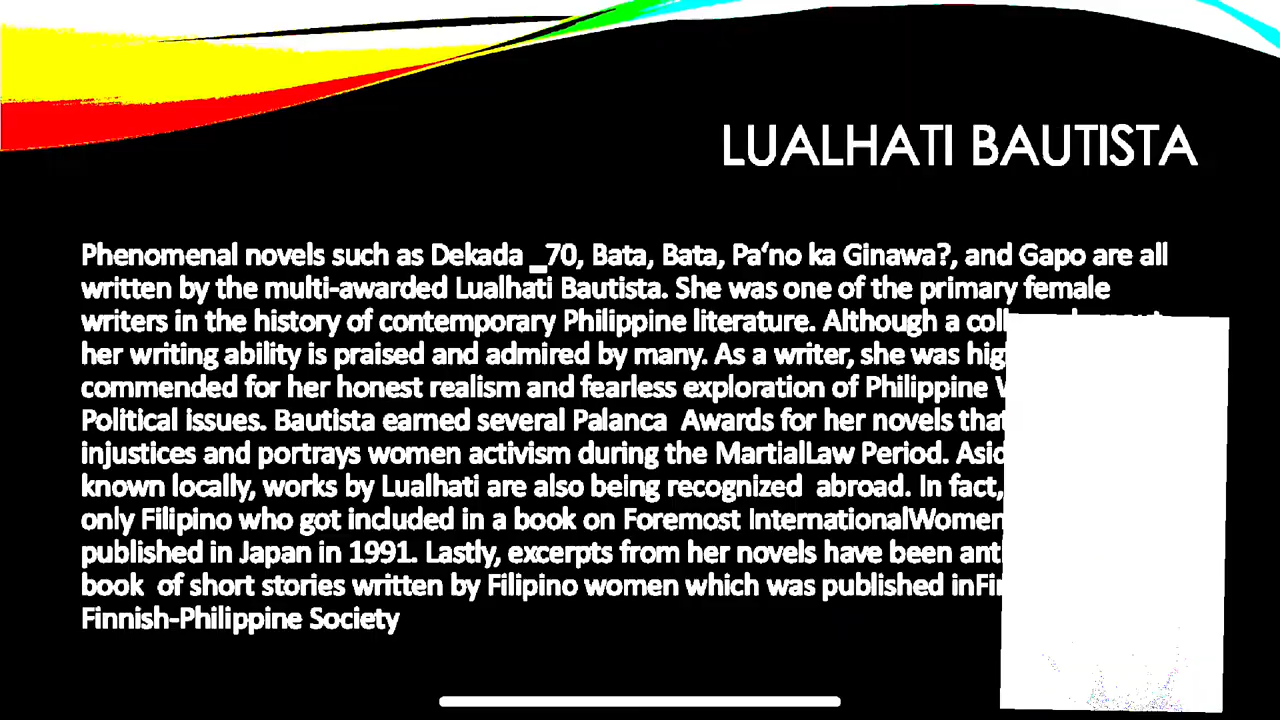 LUALHATI BAUTISTA
Phenomenal novels such as Dekada _70, Bata, Bata, Pa‘no ka Ginawa?, and Gapo are all
written by the multi-awarded Lualhati Bautista. She was one of the primary female
writers in the history of contemporary Philippine literature. Although a
her writing ability is praised and admired by many. As a writer, she was
commended for her honest realism and fearless exploration of Philippine
Political issues. Bautista earned several Palanca Awards for her novels that
injustices and portrays women activism during the MartialLaw Period.
known locally, works by Lualhati are also being recognized abroad. In fact,
only Filipino who got included in a book on Foremost InternationalWomen
published in Japan in 1991. Lastly, excerpts from her novels have been
book of short stories written by Filipino women which was published
Finnish-Philippine Society